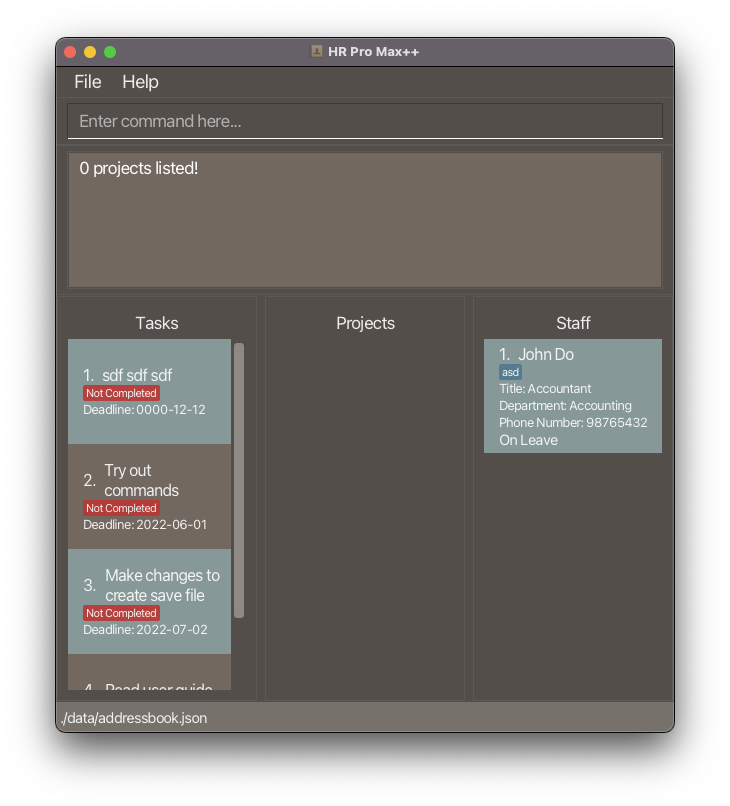 HR Pro Max++
File Help
Enter command here...
0 projects listed!
Tasks
1. sdf sdf sdf
Not Completed
Deadline: 0000-12-12
2. Try out
commands
Not Completed
Deadline: 2022-06-01
3. Make changes to
create save file
Not Completed
Deadline: 2022-07-02
4. Read user guide
Projects
Staff
1. John Do
asd
Title: Accountant
Department: Accounting
Phone Number: 98765432
On Leave
./data/addressbook.json